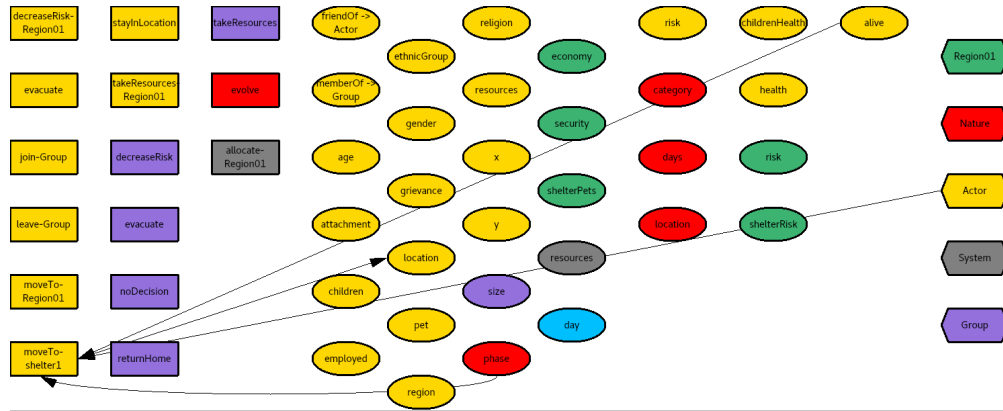 decreaseRisk-
Region01
stayInLocation
takeResources
friendOf ->
Actor
religion
risk
childrenHealth
alive
ethnicGroup
economy
Region01
evacuate
takeResources-
Region01
evolve
memberOf ->
Group
resources
category
health
gender
security
Nature
join-Group
decreaseRisk
allocate-
Region01
age
x
days
risk
grievance
shelterPets
Actor
leave-Group
evacuate
attachment
y
location
shelterRisk
location
resources
System
moveTo-
Region01
noDecision
children
size
pet
day
Group
moveTo-
shelter1
returnHome
employed
phase
region